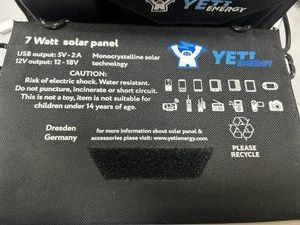 YETI
ENERGY
7 Watt solar panel
USB output: 5V - 2A
12V output: 12 - 18V
Monocrystalline solar
technology
YETI
ENERGY
CAUTION:
Risk of electric shock. Water resistant.
Do not puncture, incinerate or short circuit.
This is not a toy, item is not suitable for
children under 14 years of age.
Dresden
Germany
for more information about solar panel &
accessories please visit: www.yetienergy.com
PLEASE
RECYCLE